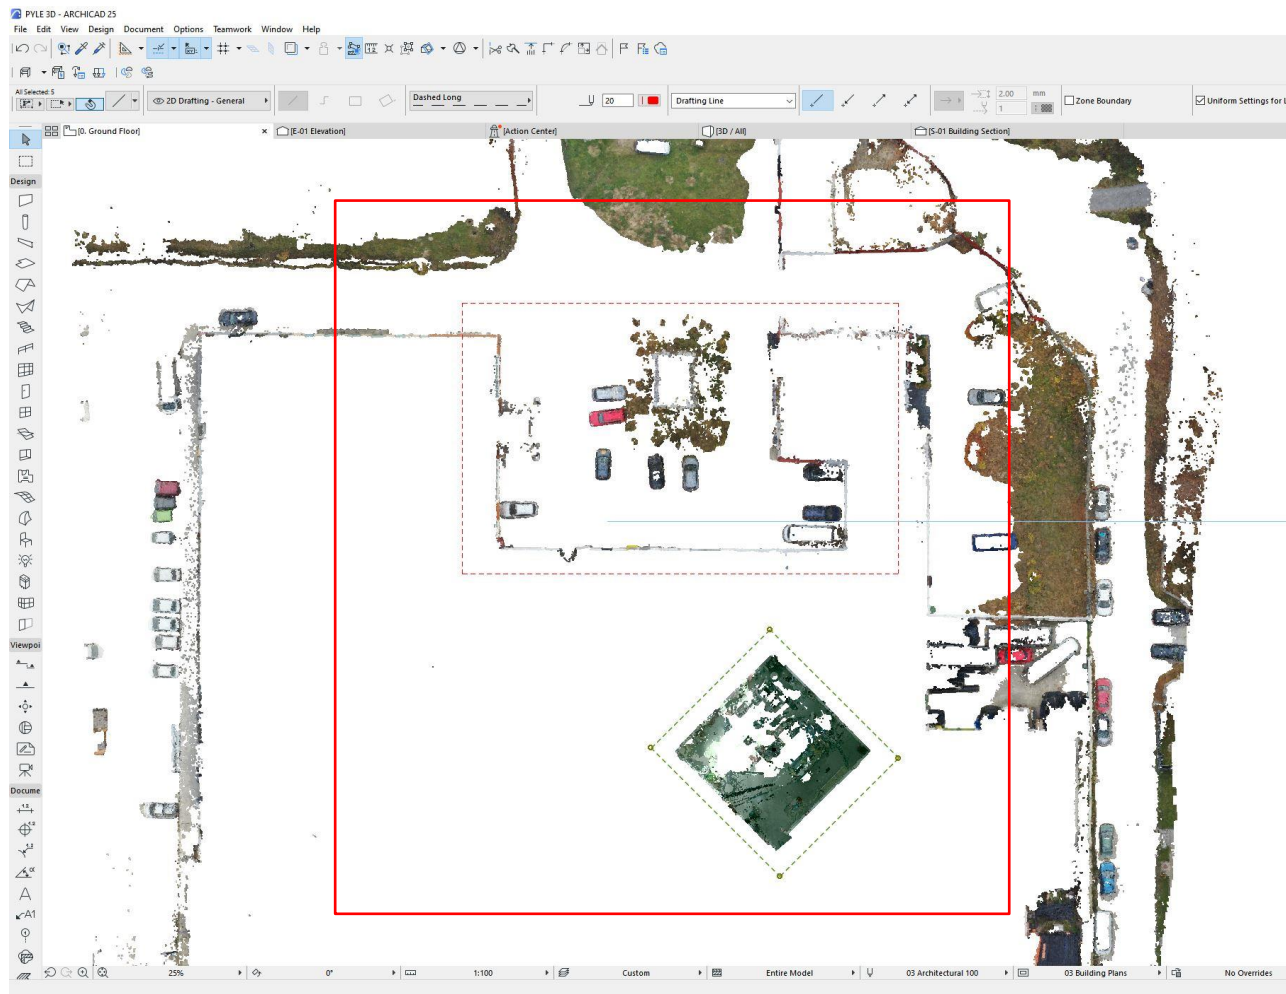 PYLE 3D - ARCHICAD 25
File Edit View Design Document Options Teamwork Window Help
All Selected: 5
2D Drafting - General
Dashed Long
20
Drafting Line
2.00 mm
1
Zone Boundary
Uniform Settings for L
[0. Ground Floor]
[E-01 Elevation]
[Action Center]
[3D / All]
[S-01 Building Section]
Design
Viewpoi
Docume
A
A1
25%
0°
1:100
Custom
Entire Model
03 Architectural 100
03 Building Plans
No Overrides